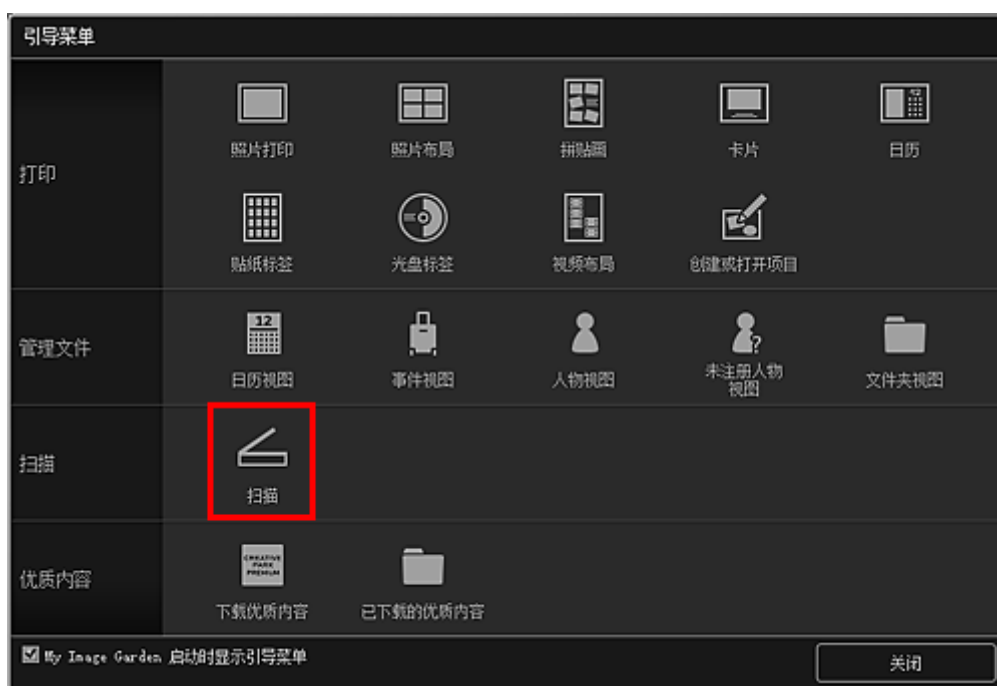 引导菜单
打印
照片打印
照片布局
拼贴画
卡片
日历
贴纸标签
光盘标签
视频布局
创建或打开项目
管理文件
12
日历视图
事件视图
人物视图
未注册人物
视图
文件夹视图
扫描
扫描
优质内容
CREATIVE
PARK
PREMIUM
下载优质内容
已下载的优质内容
My Image Garden 启动时显示引导菜单
关闭